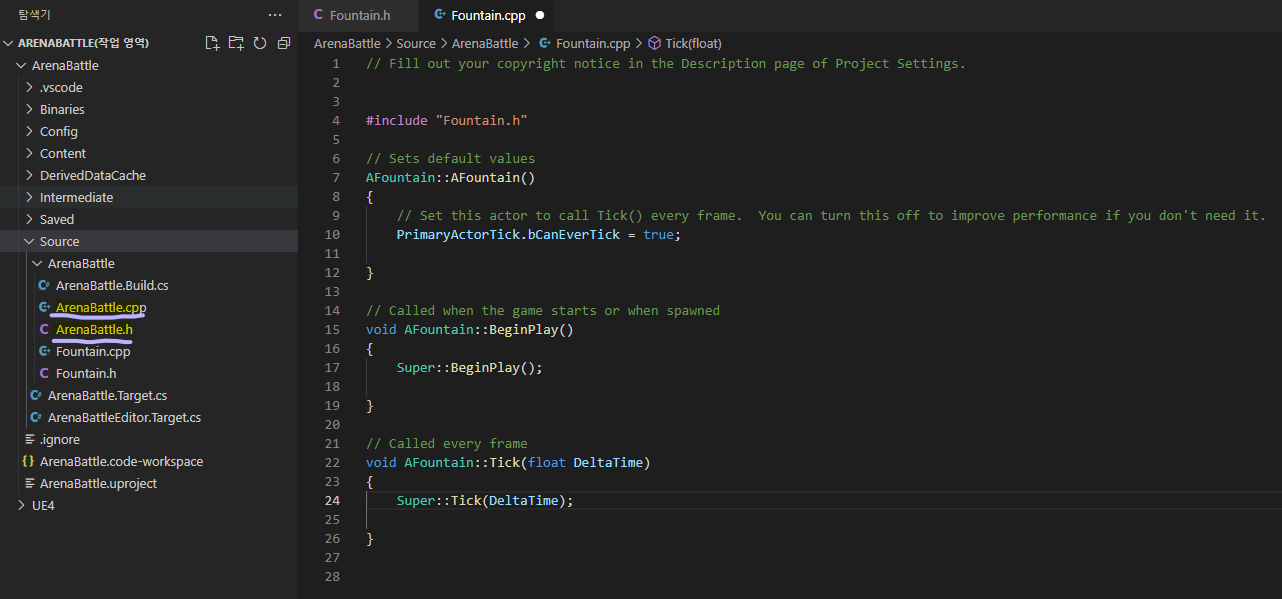 탐색기
···
ARENABATTLE(작업 영역)
ArenaBattle
.vscode
Binaries
Config
Content
DerivedDataCache
Intermediate
Saved
Source
ArenaBattle
C# ArenaBattle.Build.cs
C++ ArenaBattle.cpp
C ArenaBattle.h
C++ Fountain.cpp
C Fountain.h
C# ArenaBattle.Target.cs
C# ArenaBattleEditor.Target.cs
.ignore
{} ArenaBattle.code-workspace
ArenaBattle.uproject
UE4
C Fountain.h
C++ Fountain.cpp ●
ArenaBattle > Source > ArenaBattle > C++ Fountain.cpp > Tick(float)
1 // Fill out your copyright notice in the Description page of Project Settings.
2
3
4 #include "Fountain.h"
5
6 // Sets default values
7 AFountain::AFountain()
8 {
9 // Set this actor to call Tick() every frame.  You can turn this off to improve performance if you don't need it.
10 PrimaryActorTick.bCanEverTick = true;
11
12 }
13
14 // Called when the game starts or when spawned
15 void AFountain::BeginPlay()
16 {
17 Super::BeginPlay();
18
19 }
20
21 // Called every frame
22 void AFountain::Tick(float DeltaTime)
23 {
24 Super::Tick(DeltaTime);
25
26 }
27
28